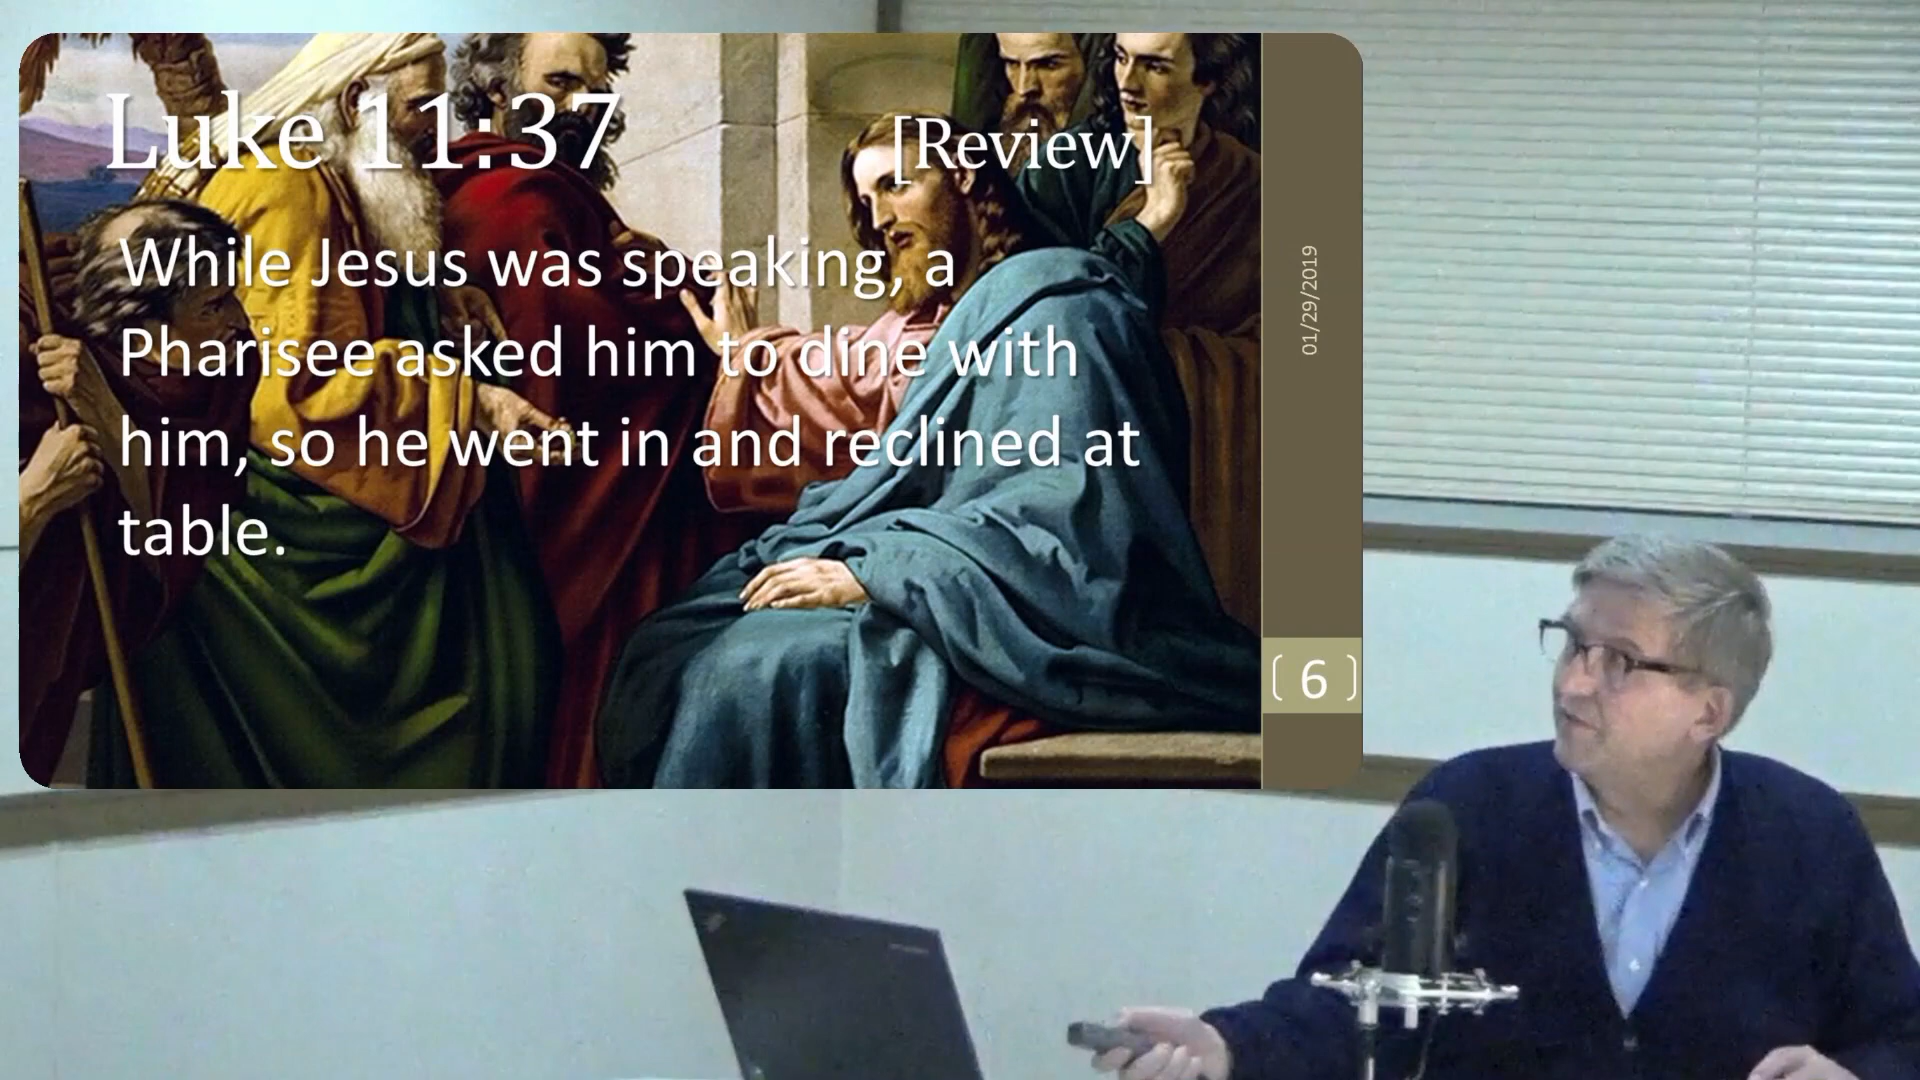 Luke 11:37
[Review]
While Jesus was speaking, a
Pharisee asked him to dine with
him, so he went in and reclined at
table.
01/29/2019
6